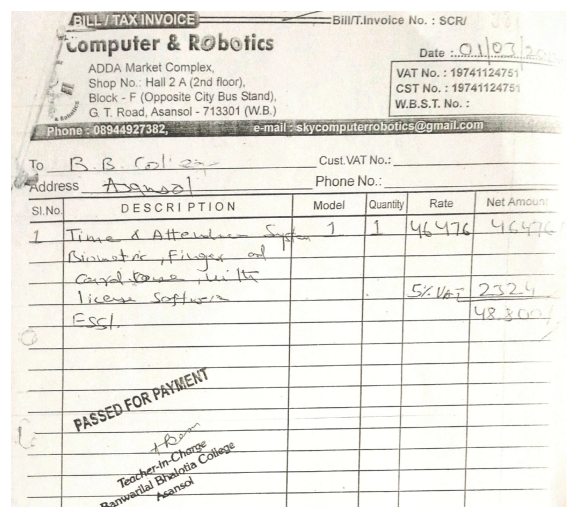 BILL / TAX INVOICE
Bill/T.Invoice No. : SCR/
Computer & Robotics
Date : 01/03/20
ADDA Market Complex,
Shop No.: Hall 2 A (2nd floor),
Block - F (Opposite City Bus Stand),
G. T. Road, Asansol - 713301 (W.B.)
VAT No. : 19741124751
CST No. : 19741124751
W.B.S.T. No. :
Phone : 08944927382, e-mail : skycomputerrobotics@gmail.com
To B.B. College Cust.VAT No.:
Address Asansol Phone No.:
Sl.No. DESCRIPTION Model Quantity Rate Net Amount
1 Time & Attendance System 1 1 46476 46476/
Biometric, Finger and
card base with
license Software 5% VAT 2324
ESSL. 48.800/
PASSED FOR PAYMENT
Teacher-In-Charge
Banwarilal Bhalotia College
Asansol